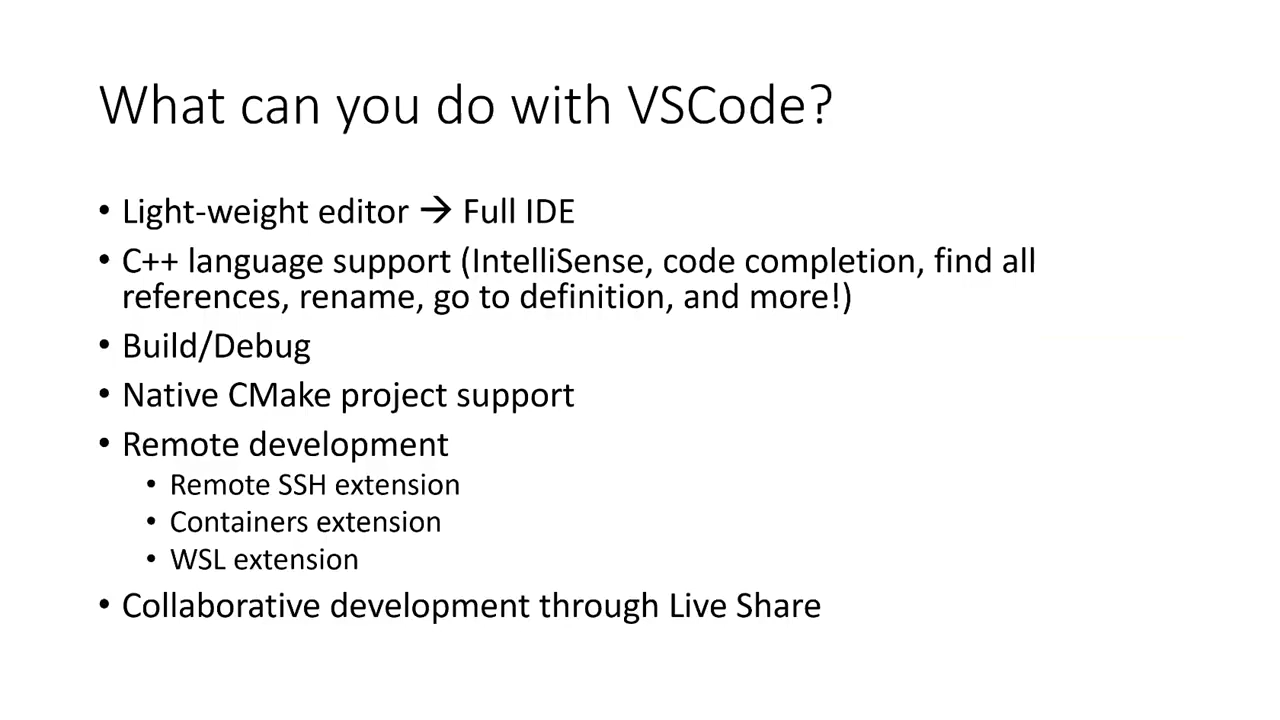 What can you do with VSCode?
• Light-weight editor → Full IDE
• C++ language support (IntelliSense, code completion, find all
references, rename, go to definition, and more!)
• Build/Debug
• Native CMake project support
• Remote development
• Remote SSH extension
• Containers extension
• WSL extension
• Collaborative development through Live Share